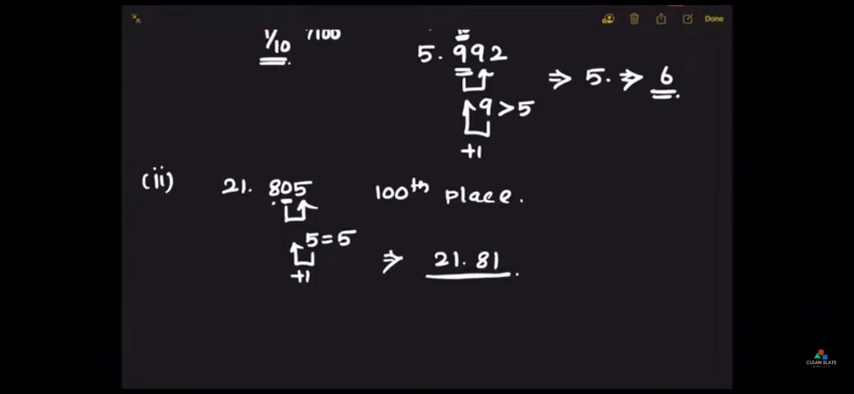 Done
1/10 1/100
5.992 ⇒ 5. ⇒ 6.
9 > 5
+1
(ii) 21.805 100th place.
5 = 5 ⇒ 21.81.
+1
CLEAN SLATE